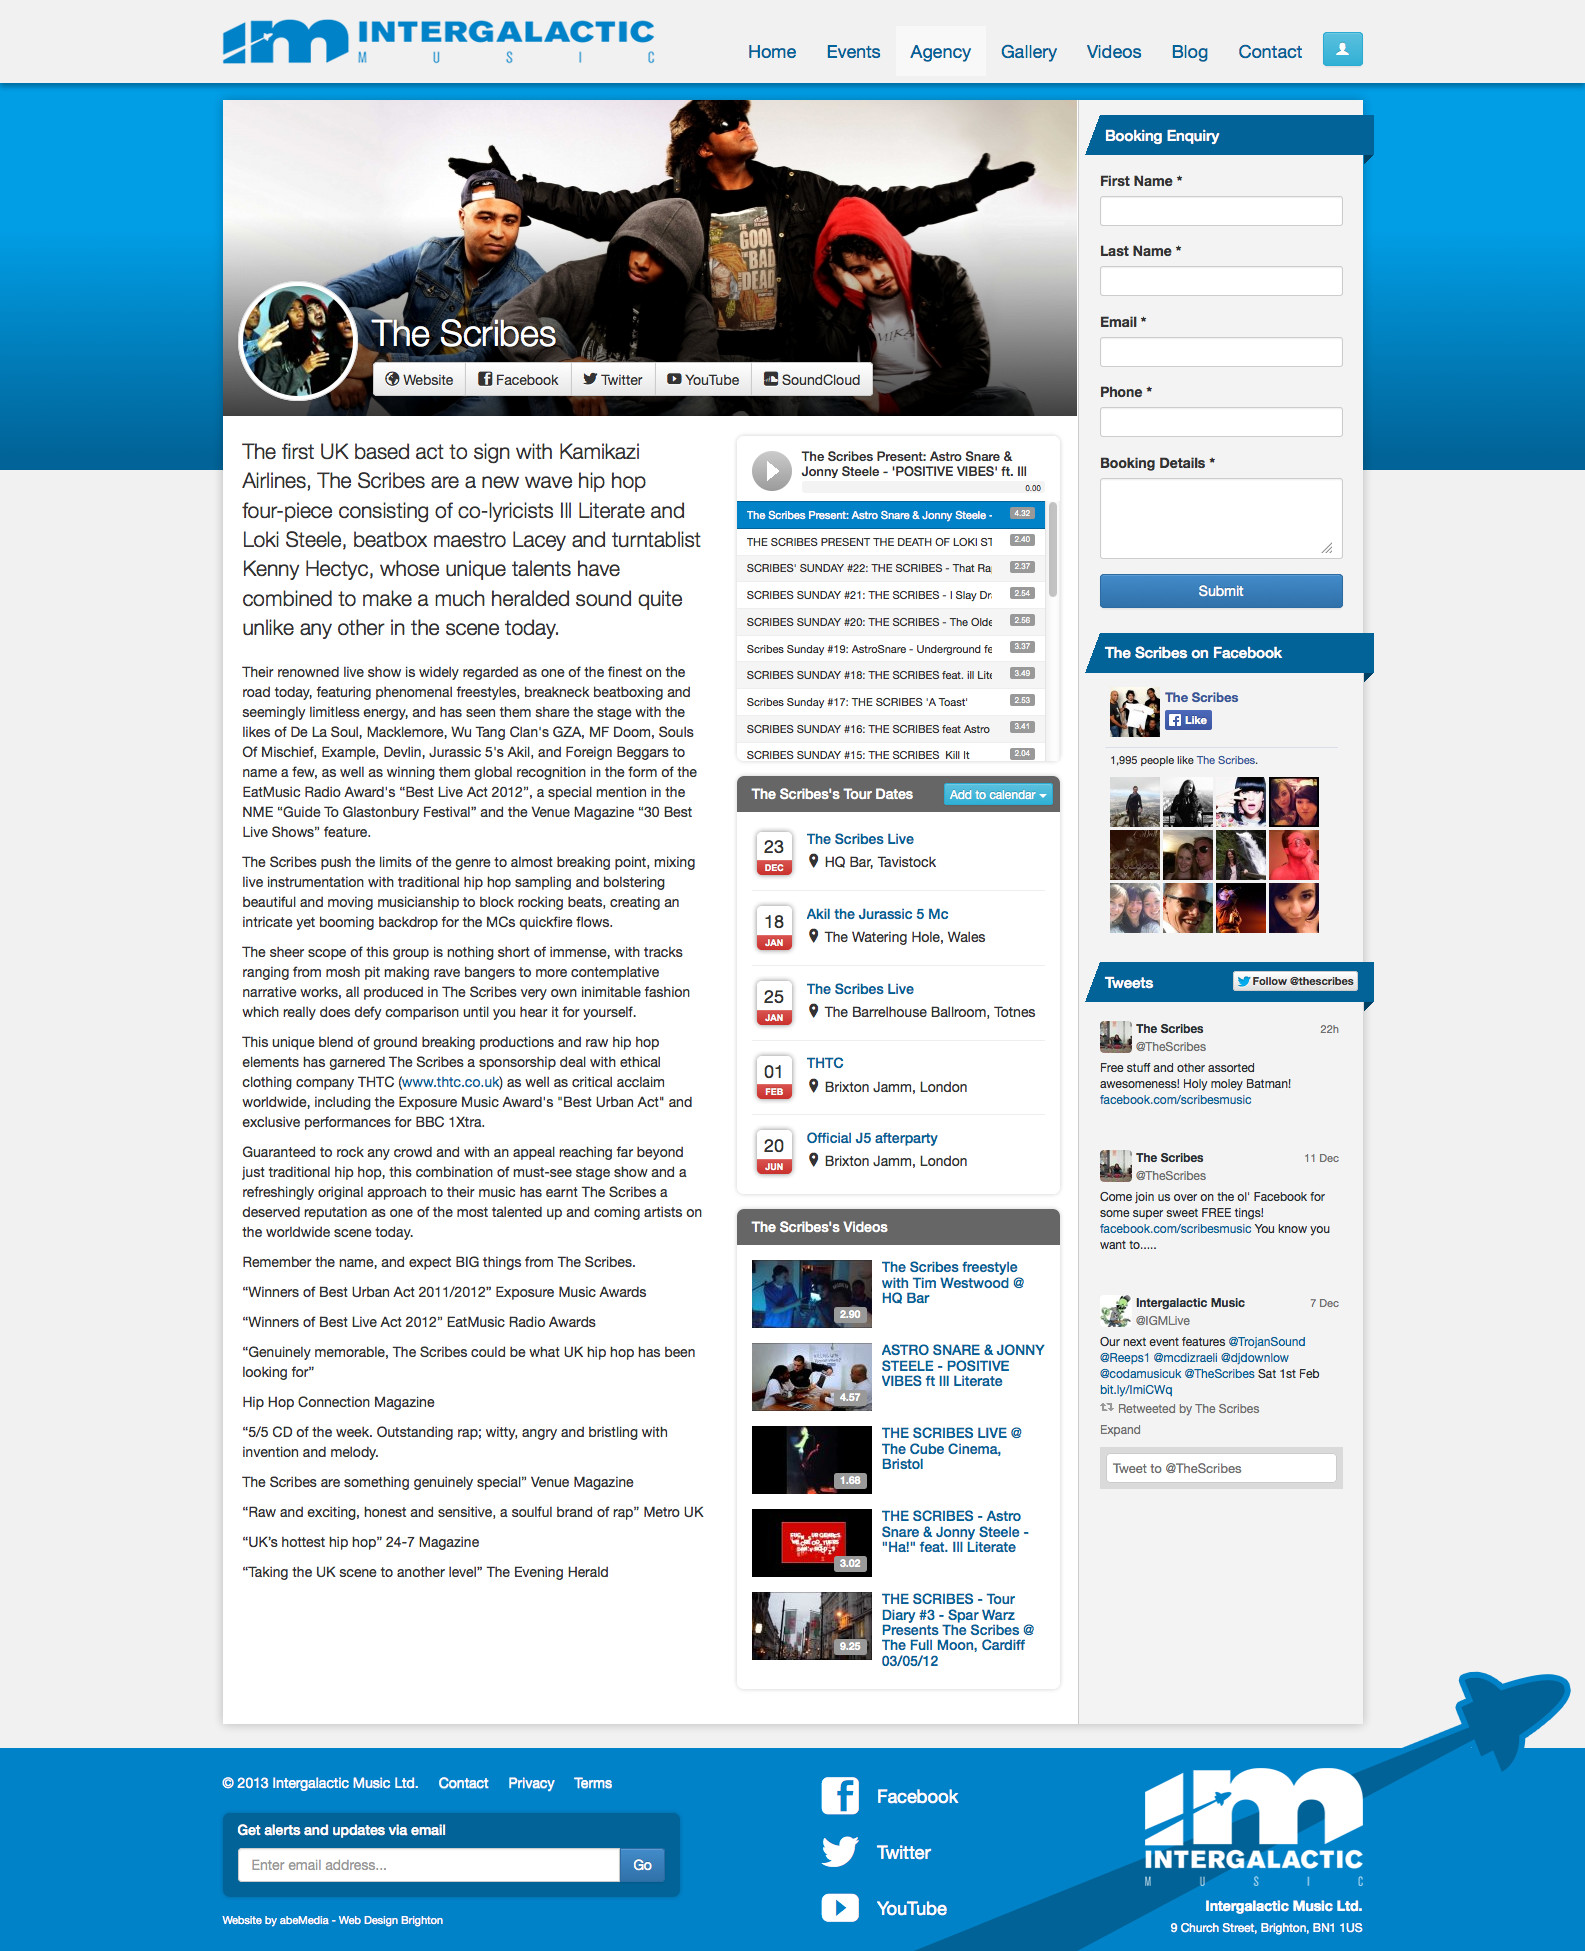 INTERGALACTIC
MUSIC
Home
Events
Agency
Gallery
Videos
Blog
Contact
THE GOOD BAD DEAD
The Scribes
Website
Facebook
Twitter
YouTube
SoundCloud
The first UK based act to sign with Kamikazi
Airlines, The Scribes are a new wave hip hop
four-piece consisting of co-lyricists Ill Literate and
Loki Steele, beatbox maestro Lacey and turntablist
Kenny Hectyc, whose unique talents have
combined to make a much heralded sound quite
unlike any other in the scene today.
Their renowned live show is widely regarded as one of the finest on the
road today, featuring phenomenal freestyles, breakneck beatboxing and
seemingly limitless energy, and has seen them share the stage with the
likes of De La Soul, Macklemore, Wu Tang Clan's GZA, MF Doom, Souls
Of Mischief, Example, Devlin, Jurassic 5's Akil, and Foreign Beggars to
name a few, as well as winning them global recognition in the form of the
EatMusic Radio Award's “Best Live Act 2012”, a special mention in the
NME “Guide To Glastonbury Festival” and the Venue Magazine “30 Best
Live Shows” feature.
The Scribes push the limits of the genre to almost breaking point, mixing
live instrumentation with traditional hip hop sampling and bolstering
beautiful and moving musicianship to block rocking beats, creating an
intricate yet booming backdrop for the MCs quickfire flows.
The sheer scope of this group is nothing short of immense, with tracks
ranging from mosh pit making rave bangers to more contemplative
narrative works, all produced in The Scribes very own inimitable fashion
which really does defy comparison until you hear it for yourself.
This unique blend of ground breaking productions and raw hip hop
elements has garnered The Scribes a sponsorship deal with ethical
clothing company THTC (www.thtc.co.uk) as well as critical acclaim
worldwide, including the Exposure Music Award's "Best Urban Act" and
exclusive performances for BBC 1Xtra.
Guaranteed to rock any crowd and with an appeal reaching far beyond
just traditional hip hop, this combination of must-see stage show and a
refreshingly original approach to their music has earnt The Scribes a
deserved reputation as one of the most talented up and coming artists on
the worldwide scene today.
Remember the name, and expect BIG things from The Scribes.
“Winners of Best Urban Act 2011/2012” Exposure Music Awards
“Winners of Best Live Act 2012” EatMusic Radio Awards
“Genuinely memorable, The Scribes could be what UK hip hop has been
looking for”
Hip Hop Connection Magazine
“5/5 CD of the week. Outstanding rap; witty, angry and bristling with
invention and melody.
The Scribes are something genuinely special” Venue Magazine
“Raw and exciting, honest and sensitive, a soulful brand of rap” Metro UK
“UK’s hottest hip hop” 24-7 Magazine
“Taking the UK scene to another level” The Evening Herald
The Scribes Present: Astro Snare &
Jonny Steele - 'POSITIVE VIBES' ft. Ill
0.00
The Scribes Present: Astro Snare & Jonny Steele - 4.32
THE SCRIBES PRESENT THE DEATH OF LOKI ST 2.40
SCRIBES' SUNDAY #22: THE SCRIBES - That Ra 2.37
SCRIBES SUNDAY #21: THE SCRIBES - I Slay Dr 2.54
SCRIBES SUNDAY #20: THE SCRIBES - The Olde 2.56
Scribes Sunday #19: AstroSnare - Underground fe 3.37
SCRIBES SUNDAY #18: THE SCRIBES feat. ill Lite 3.49
Scribes Sunday #17: THE SCRIBES 'A Toast' 2.53
SCRIBES SUNDAY #16: THE SCRIBES feat Astro 3.41
SCRIBES SUNDAY #15: THE SCRIBES Kill It 2.04
The Scribes's Tour Dates
Add to calendar
23 DEC
The Scribes Live
HQ Bar, Tavistock
18 JAN
Akil the Jurassic 5 Mc
The Watering Hole, Wales
25 JAN
The Scribes Live
The Barrelhouse Ballroom, Totnes
01 FEB
THTC
Brixton Jamm, London
20 JUN
Official J5 afterparty
Brixton Jamm, London
The Scribes's Videos
2.90
The Scribes freestyle
with Tim Westwood @
HQ Bar
4.57
ASTRO SNARE & JONNY
STEELE - POSITIVE
VIBES ft Ill Literate
1.68
THE SCRIBES LIVE @
The Cube Cinema,
Bristol
3.02
THE SCRIBES - Astro
Snare & Jonny Steele -
"Ha!" feat. Ill Literate
9.25
THE SCRIBES - Tour
Diary #3 - Spar Warz
Presents The Scribes @
The Full Moon, Cardiff
03/05/12
Booking Enquiry
First Name *
Last Name *
Email *
Phone *
Booking Details *
Submit
The Scribes on Facebook
The Scribes
Like
1,995 people like The Scribes.
Tweets
Follow @thescribes
The Scribes 22h
@TheScribes
Free stuff and other assorted
awesomeness! Holy moley Batman!
facebook.com/scribesmusic
The Scribes 11 Dec
@TheScribes
Come join us over on the ol' Facebook for
some super sweet FREE tings!
facebook.com/scribesmusic You know you
want to.....
Intergalactic Music 7 Dec
@IGMLive
Our next event features @TrojanSound
@Reeps1 @mcdizraeli @djdownlow
@codamusicuk @TheScribes Sat 1st Feb
bit.ly/ImiCWq
Retweeted by The Scribes
Expand
Tweet to @TheScribes
© 2013 Intergalactic Music Ltd.
Contact
Privacy
Terms
Get alerts and updates via email
Enter email address...
Go
Website by abeMedia - Web Design Brighton
Facebook
Twitter
YouTube
INTERGALACTIC
MUSIC
Intergalactic Music Ltd.
9 Church Street, Brighton, BN1 1US